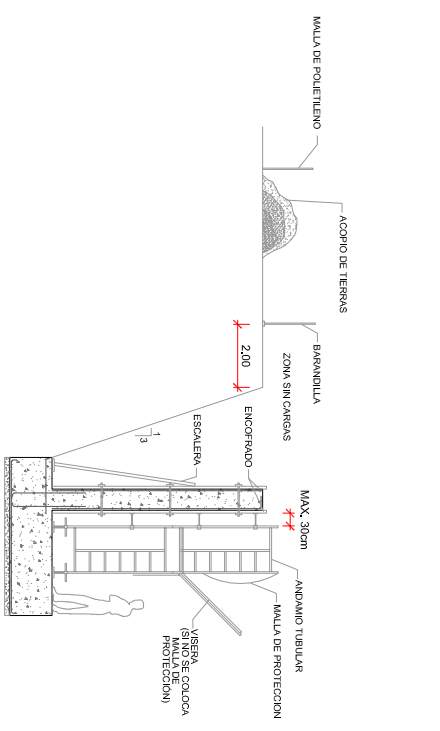 MALLA DE POLIETILENO
ACOPIO DE TIERRAS
BARANDILLA
ZONA SIN CARGAS
2.00
1
3
ESCALERA
ENCOFRADO
MAX. 30cm
ANDAMIO TUBULAR
MALLA DE PROTECCION
VISERA
(SI NO SE COLOCA
MALLA DE
PROTECCIÓN)